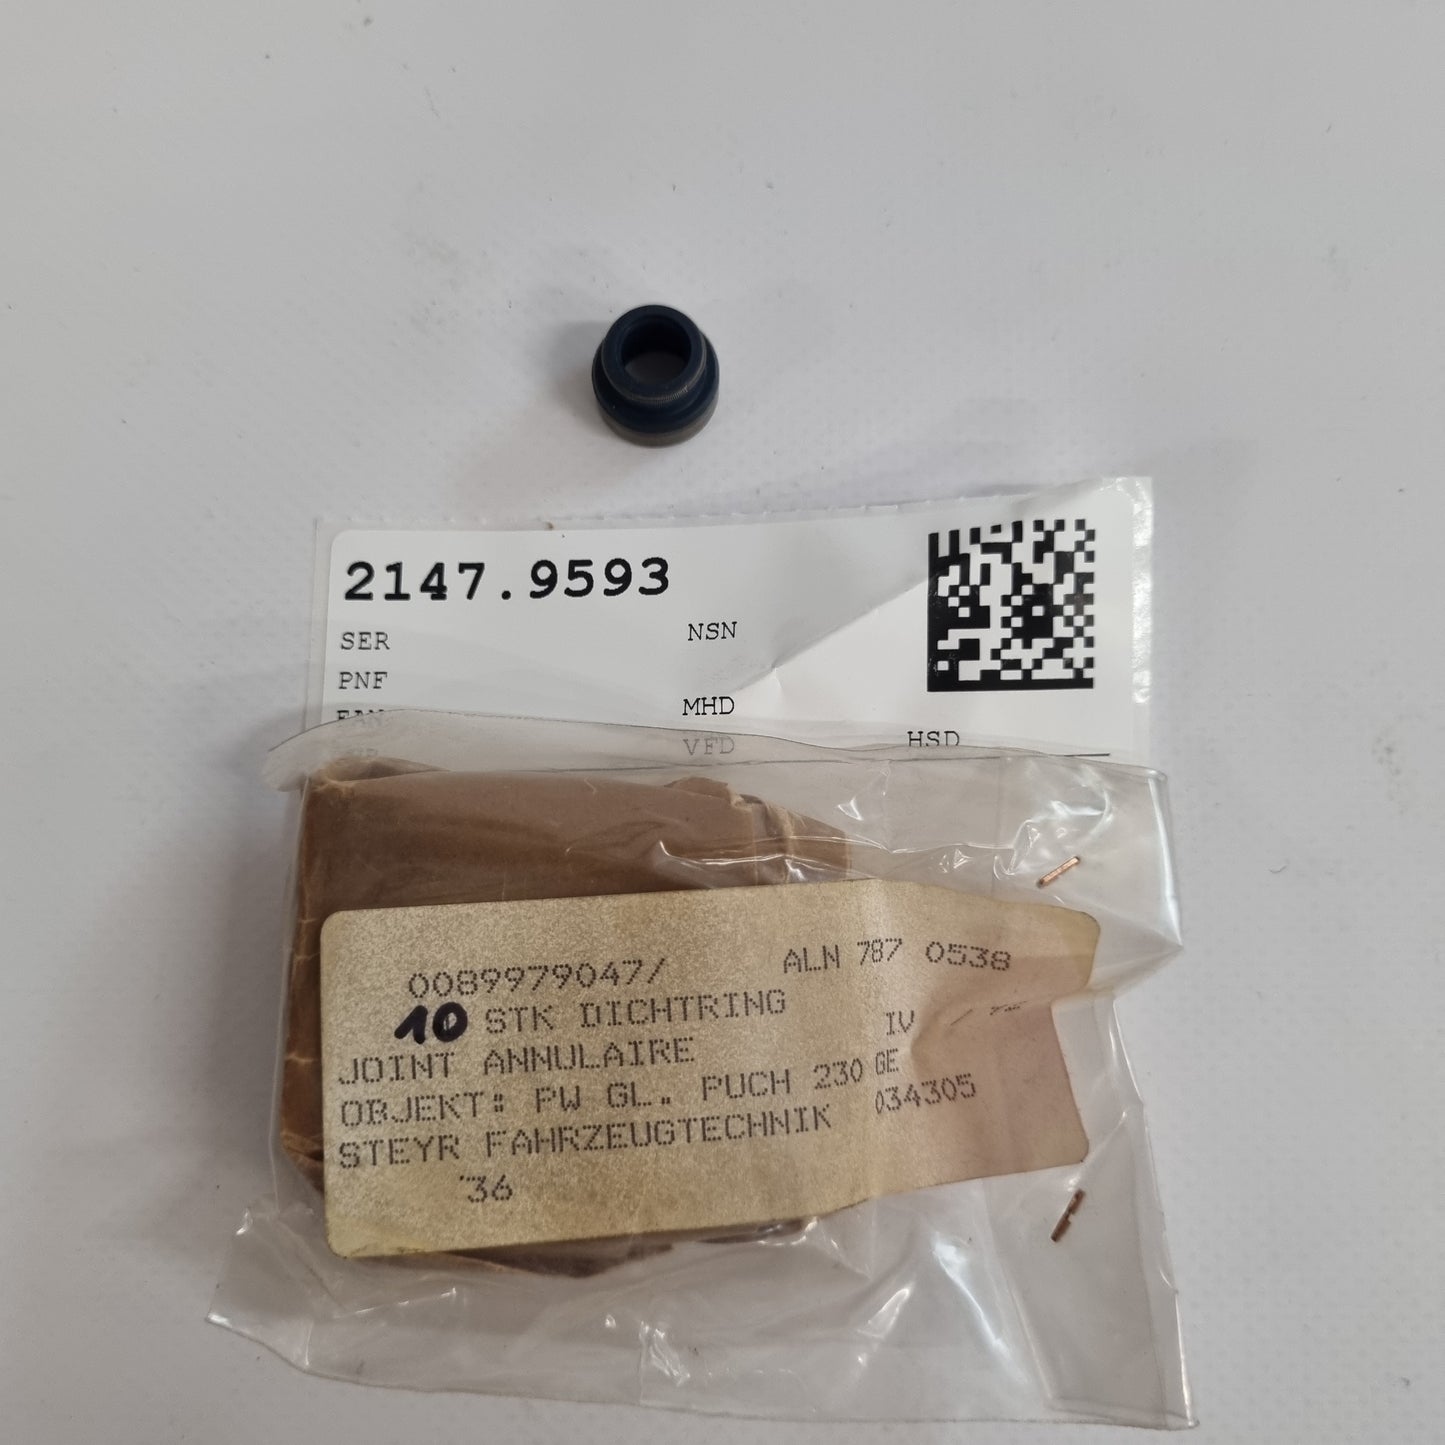 2147.9593
SER NSN
PNF
MHD
VFD HSD
0089979047/ ALN 787 0538
10 STK DICHTRING IV
JOINT ANNULAIRE
OBJEKT: PW GL. PUCH 230 GE
STEYR FAHRZEUGTECHNIK 034305
36